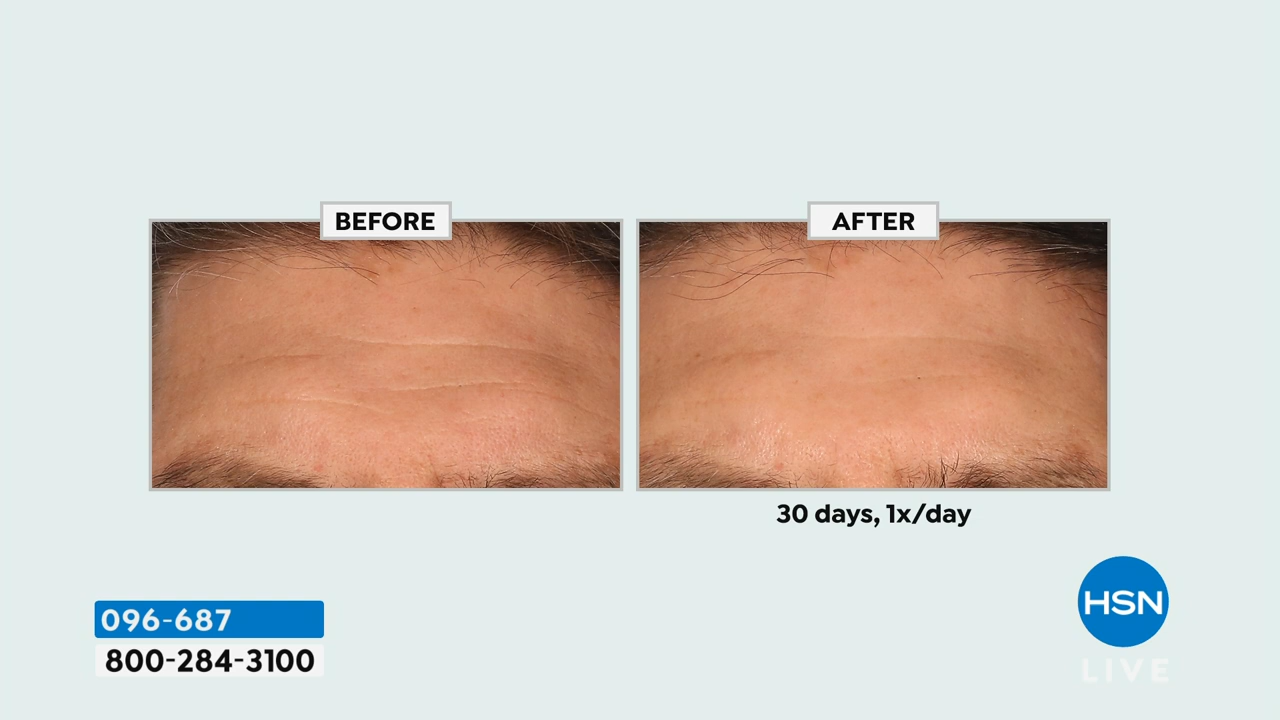 BEFORE
AFTER
30 days, 1x/day
096-687
800-284-3100
HSN
LIVE